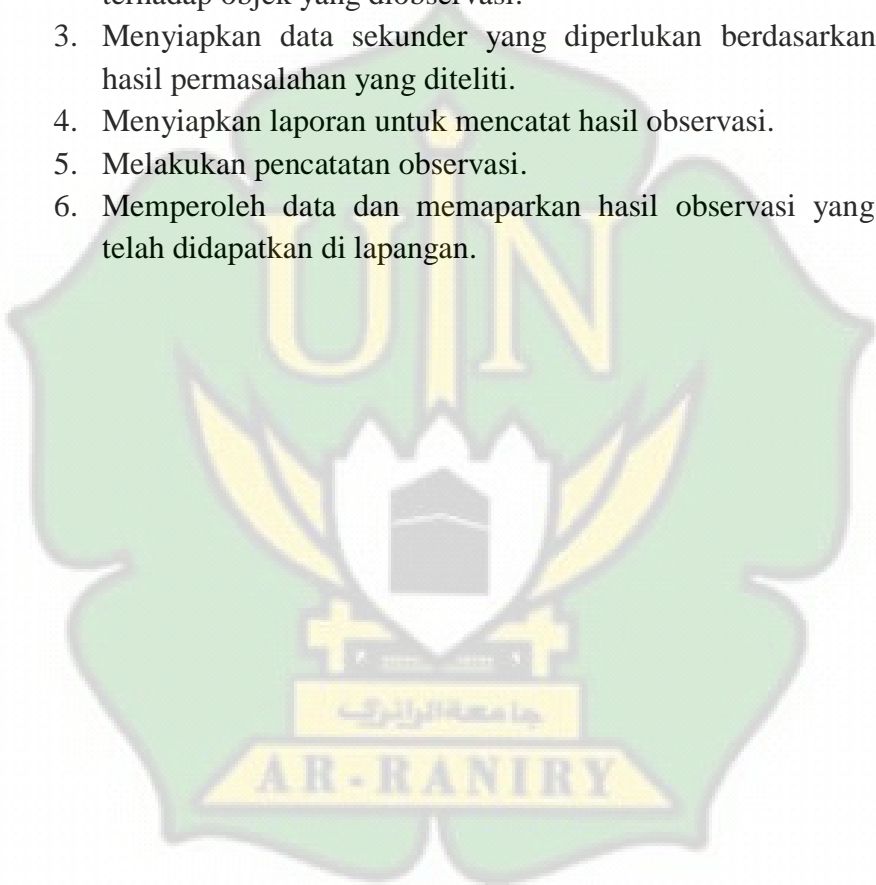 terhadap objek yang diobservasi.
3. Menyiapkan data sekunder yang diperlukan berdasarkan
hasil permasalahan yang diteliti.
4. Menyiapkan laporan untuk mencatat hasil observasi.
5. Melakukan pencatatan observasi.
6. Memperoleh data dan memaparkan hasil observasi yang
telah didapatkan di lapangan.
UIN
جامعةالرانري
AR-RANIRY